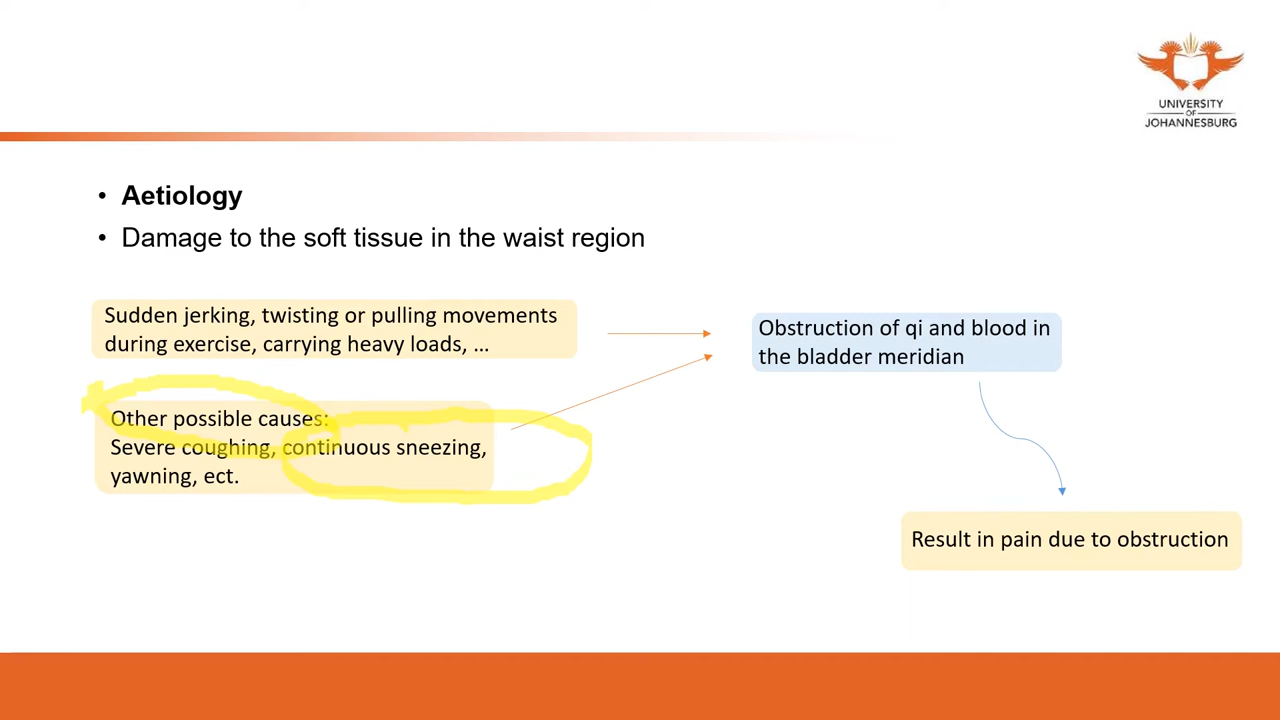 UNIVERSITY
OF
JOHANNESBURG
• Aetiology
• Damage to the soft tissue in the waist region
Sudden jerking, twisting or pulling movements
during exercise, carrying heavy loads, …
Other possible causes:
Severe coughing, continuous sneezing,
yawning, ect.
Obstruction of qi and blood in
the bladder meridian
Result in pain due to obstruction